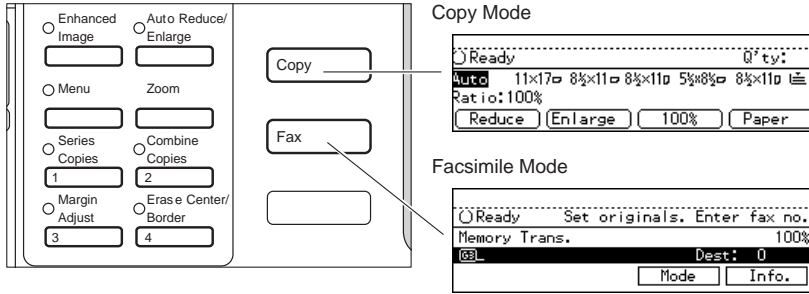 Enhanced Image
Auto Reduce/ Enlarge
Menu
Zoom
Series Copies
Combine Copies
1
2
Margin Adjust
Erase Center/ Border
3
4
Copy
Fax
Copy Mode
Ready Q'ty:
Auto 11×17 8½×11 8½×11 5½×8½ 8½×11
Ratio:100%
Reduce Enlarge 100% Paper
Facsimile Mode
Ready Set originals. Enter fax no.
Memory Trans. 100%
G3 Dest: 0
Mode Info.